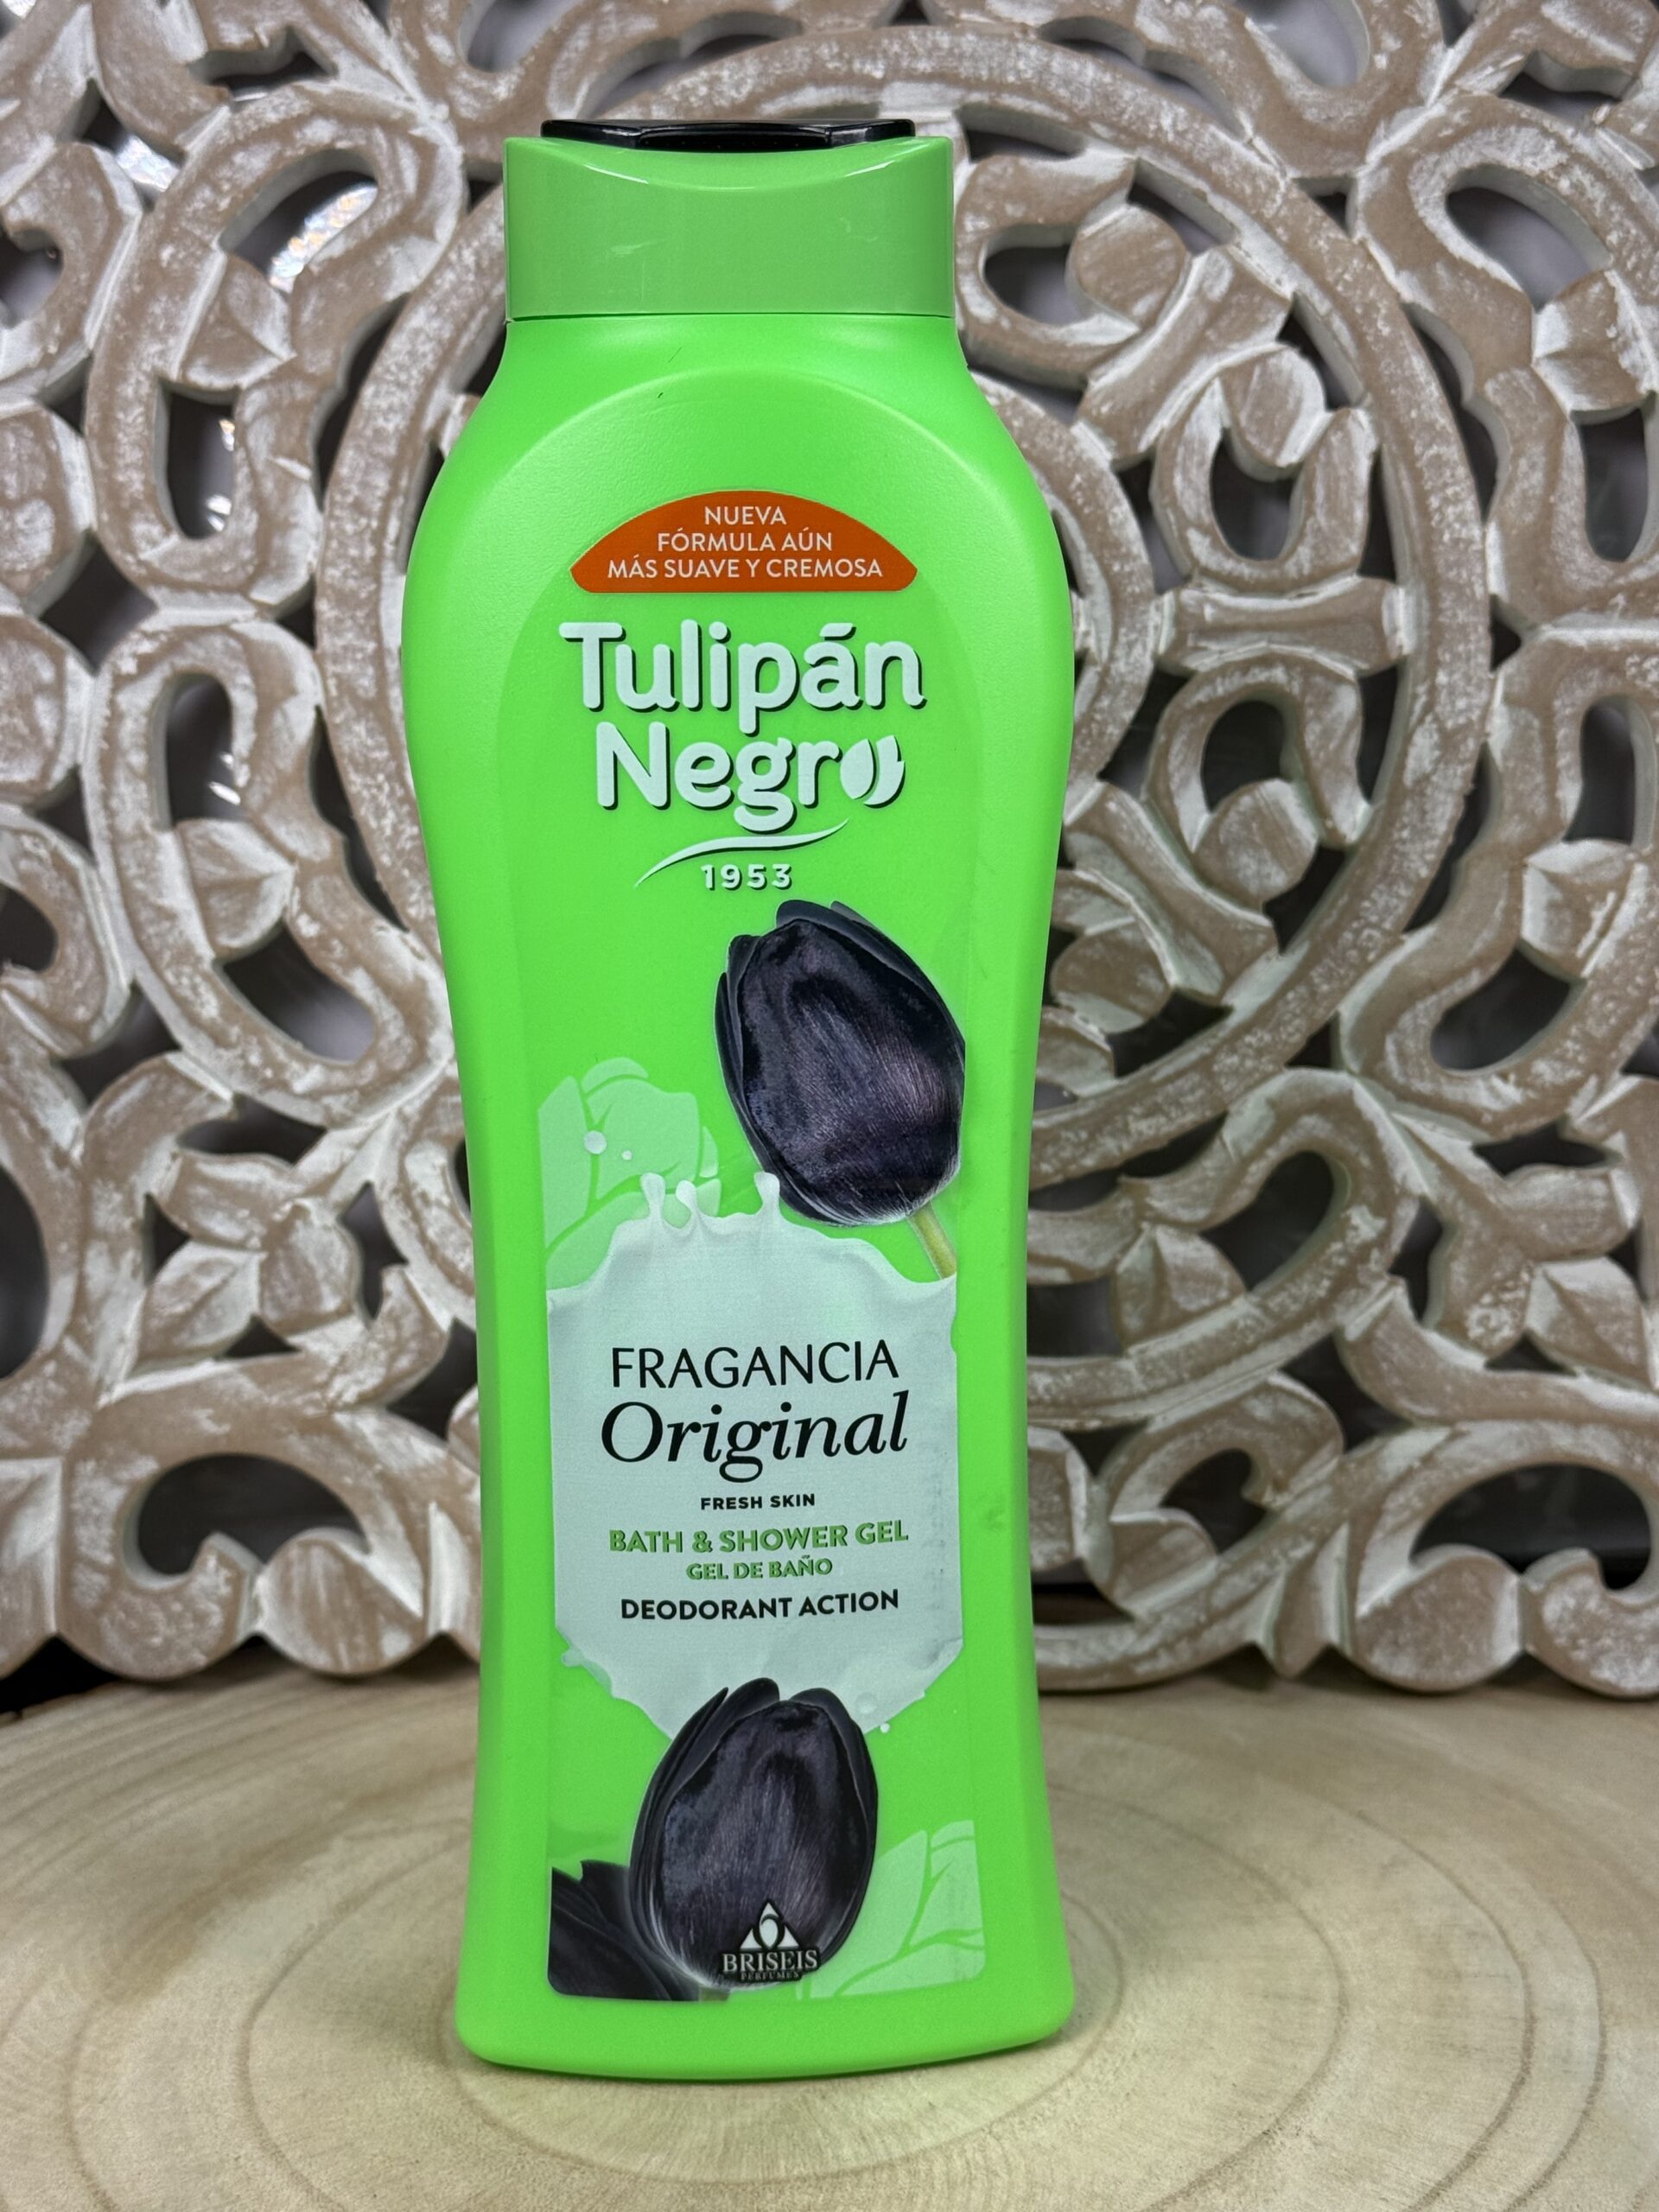 NUEVA
FÓRMULA AÚN
MÁS SUAVE Y CREMOSA
Tulipán
Negro
1953
FRAGANCIA
Original
FRESH SKIN
BATH & SHOWER GEL
GEL DE BAÑO
DEODORANT ACTION
BRISEIS
PERFUMES